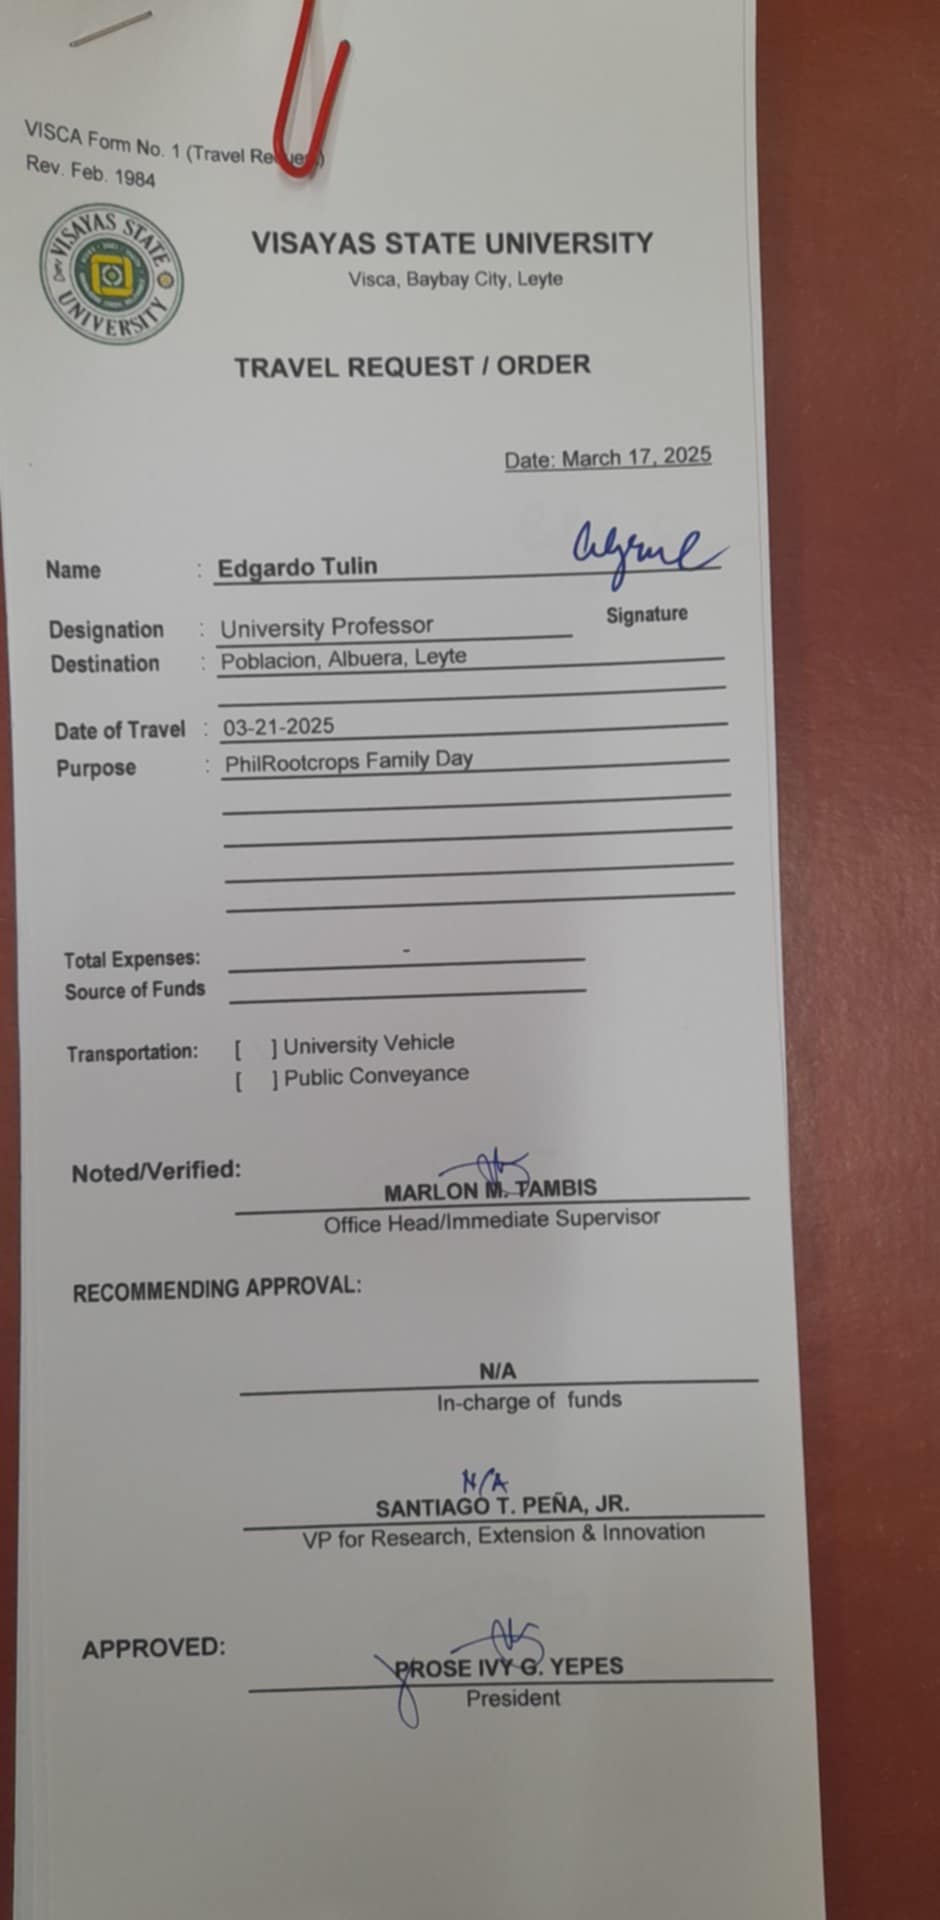 VISCA Form No. 1 (Travel Request)
Rev. Feb. 1984
VISAYAS STATE UNIVERSITY
VISAYAS STATE UNIVERSITY
Visca, Baybay City, Leyte
TRAVEL REQUEST / ORDER
Date: March 17, 2025
Name : Edgardo Tulin
Signature
Designation : University Professor
Destination : Poblacion, Albuera, Leyte
Date of Travel : 03-21-2025
Purpose : PhilRootcrops Family Day
Total Expenses: -
Source of Funds
Transportation: [ ] University Vehicle
[ ] Public Conveyance
Noted/Verified:
MARLON M. TAMBIS
Office Head/Immediate Supervisor
RECOMMENDING APPROVAL:
N/A
In-charge of funds
N/A
SANTIAGO T. PEÑA, JR.
VP for Research, Extension & Innovation
APPROVED:
PROSE IVY G. YEPES
President